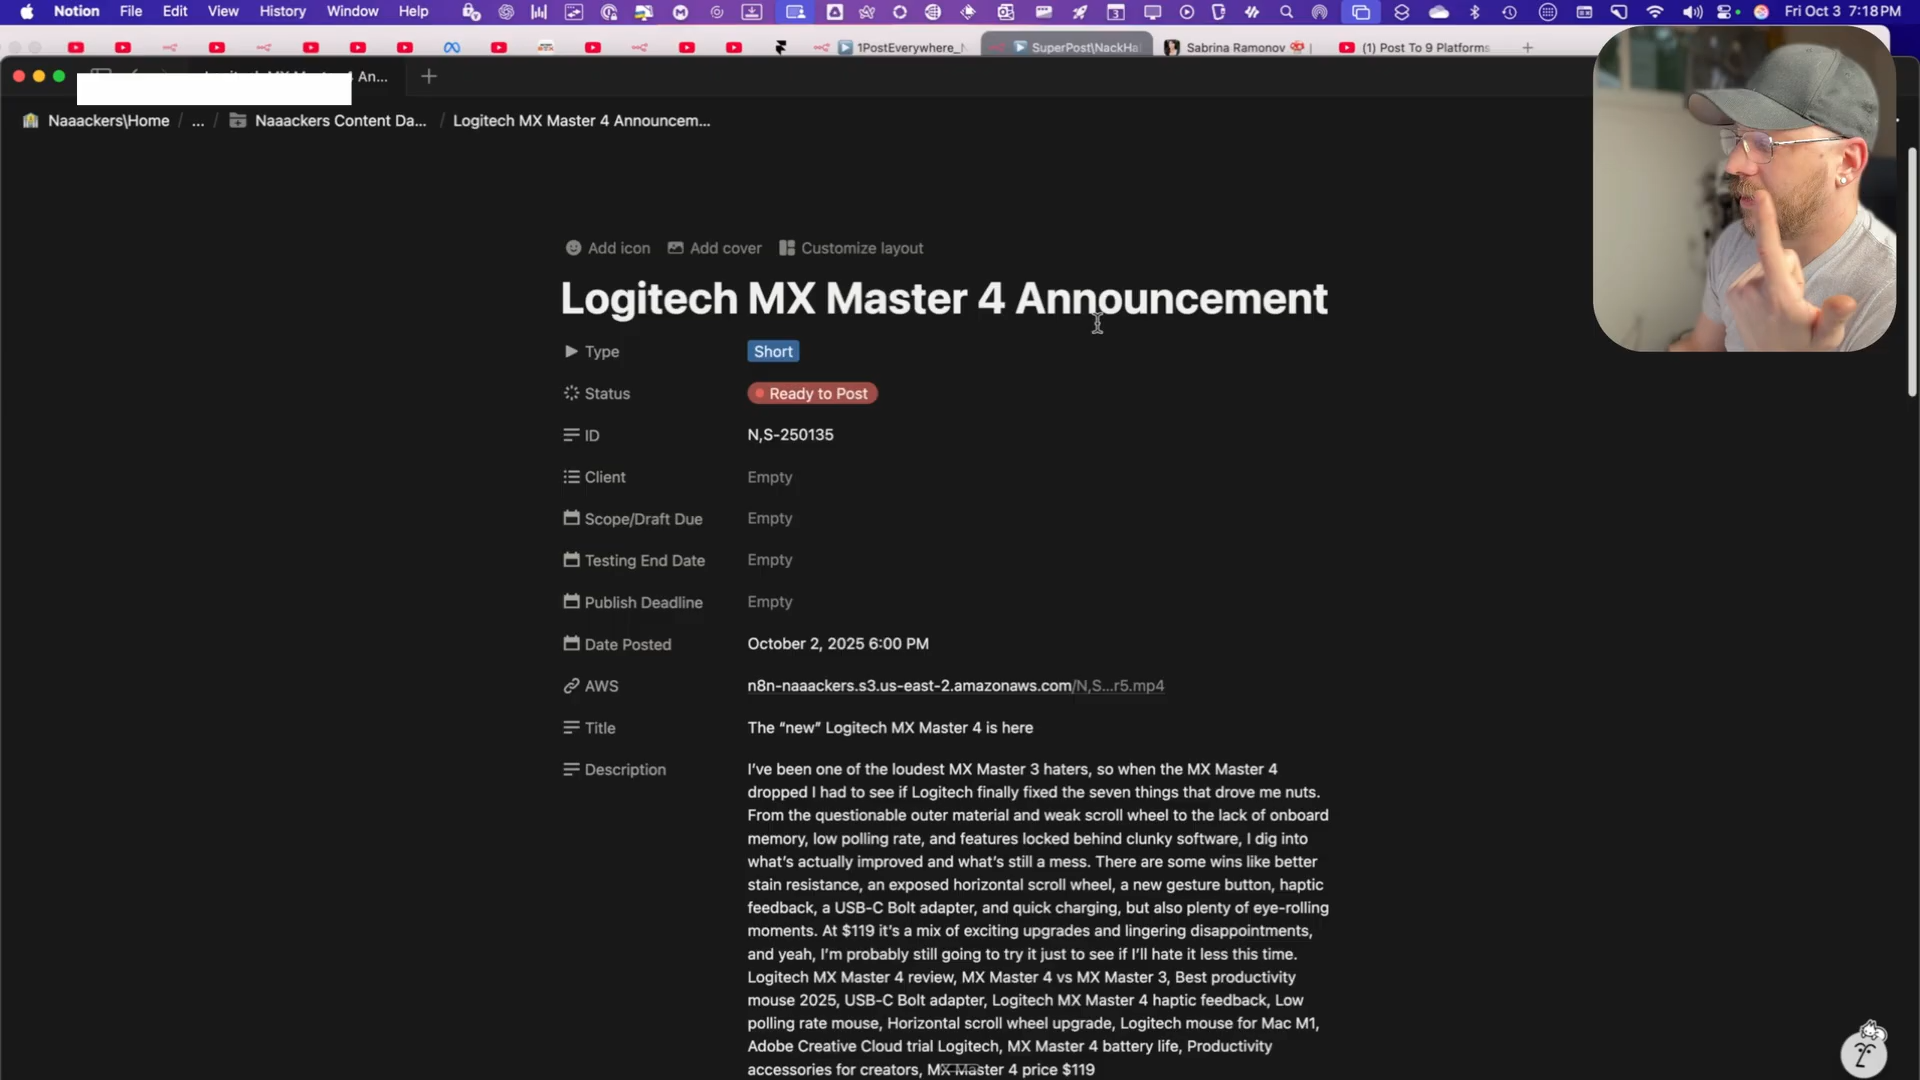 Notion File Edit View History Window Help Fri Oct 3 7:18 PM
1PostEverywhere_ SuperPost\NackHa Sabrina Ramonov (1) Post To 9 Platforms
An...
Naaackers\Home / ... / Naaackers Content Da... / Logitech MX Master 4 Announcem...
Add icon Add cover Customize layout
Logitech MX Master 4 Announcement
Type Short
Status Ready to Post
ID N,S-250135
Client Empty
Scope/Draft Due Empty
Testing End Date Empty
Publish Deadline Empty
Date Posted October 2, 2025 6:00 PM
AWS n8n-naaackers.s3.us-east-2.amazonaws.com/N,S...r5.mp4
Title The “new” Logitech MX Master 4 is here
Description I’ve been one of the loudest MX Master 3 haters, so when the MX Master 4
dropped I had to see if Logitech finally fixed the seven things that drove me nuts.
From the questionable outer material and weak scroll wheel to the lack of onboard
memory, low polling rate, and features locked behind clunky software, I dig into
what’s actually improved and what’s still a mess. There are some wins like better
stain resistance, an exposed horizontal scroll wheel, a new gesture button, haptic
feedback, a USB-C Bolt adapter, and quick charging, but also plenty of eye-rolling
moments. At $119 it’s a mix of exciting upgrades and lingering disappointments,
and yeah, I’m probably still going to try it just to see if I’ll hate it less this time.
Logitech MX Master 4 review, MX Master 4 vs MX Master 3, Best productivity
mouse 2025, USB-C Bolt adapter, Logitech MX Master 4 haptic feedback, Low
polling rate mouse, Horizontal scroll wheel upgrade, Logitech mouse for Mac M1,
Adobe Creative Cloud trial Logitech, MX Master 4 battery life, Productivity
accessories for creators, MX Master 4 price $119